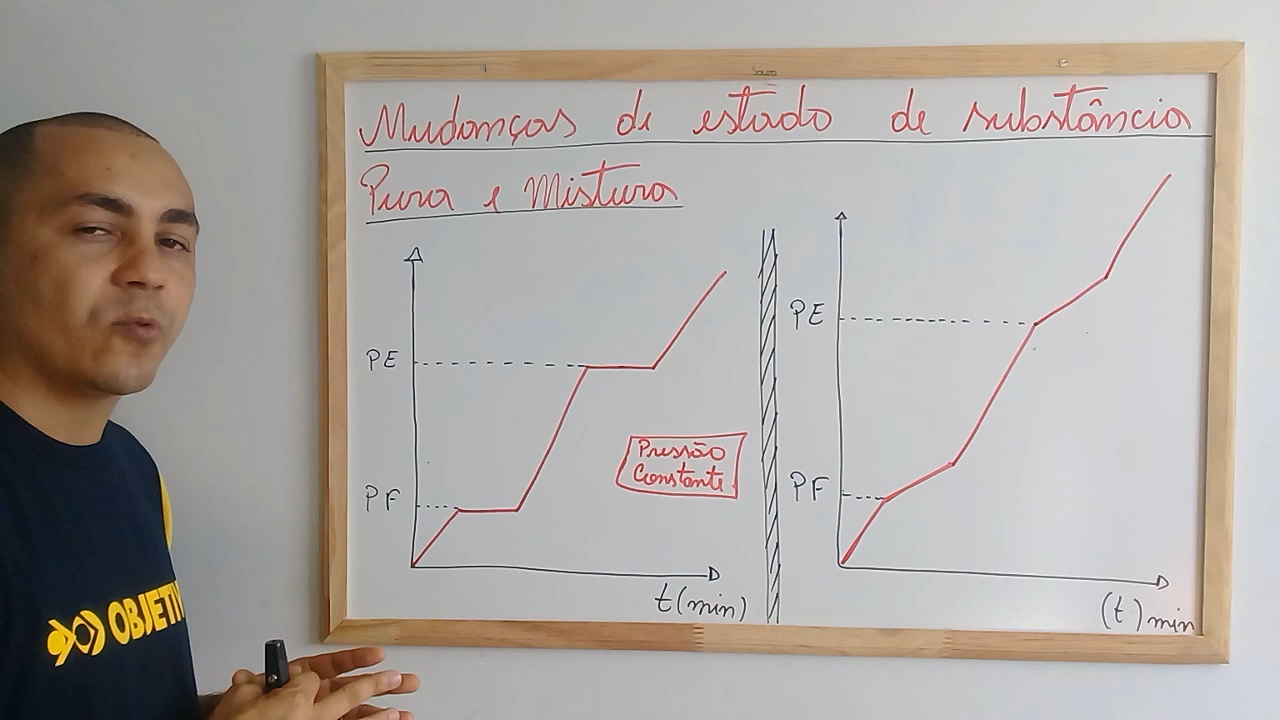 Mudanças de estado de substância
Pura e Mistura
PE
PF
Pressão
Constante
t(min)
PE
PF
(t) min
OBJETIV